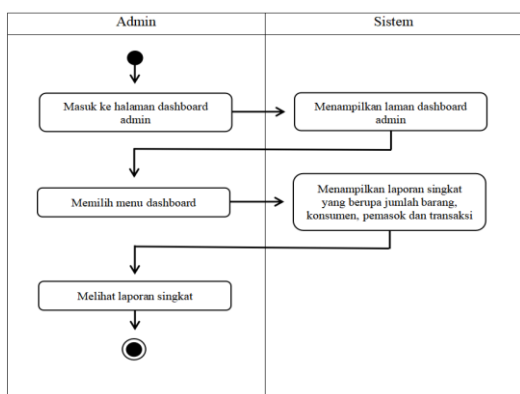 Admin
Sistem
Masuk ke halaman dashboard
admin
Menampilkan laman dashboard
admin
Memilih menu dashboard
Menampilkan laporan singkat
yang berupa jumlah barang,
konsumen, pemasok dan transaksi
Melihat laporan singkat